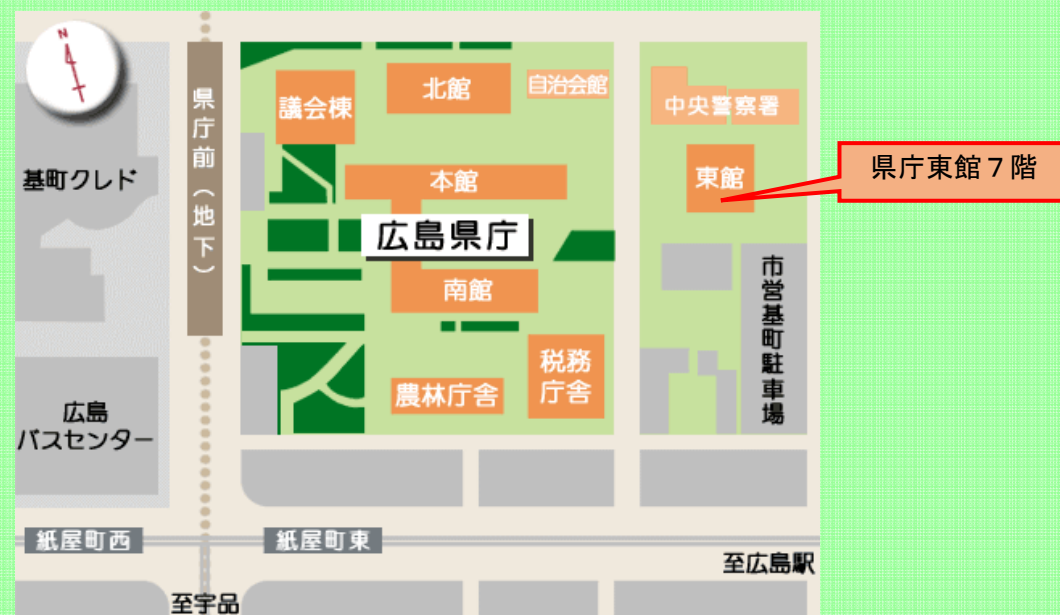 N
県庁前（地下）
議会棟
北館
自治会館
中央警察署
基町クレド
本館
東館
県庁東館７階
広島県庁
南館
市営基町駐車場
税務
庁舎
農林庁舎
広島
バスセンター
紙屋町西
紙屋町東
至広島駅
至宇品